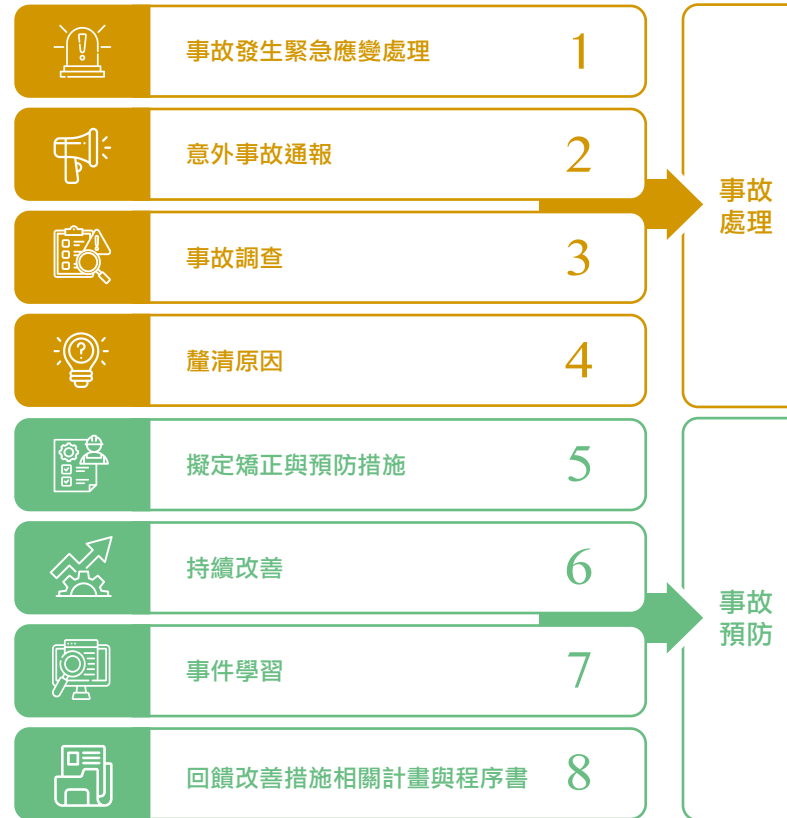 事故發生緊急應變處理 1
意外事故通報 2
事故調查 3
釐清原因 4
事故
處理
擬定矯正與預防措施 5
持續改善 6
事件學習 7
回饋改善措施相關計畫與程序書 8
事故
預防